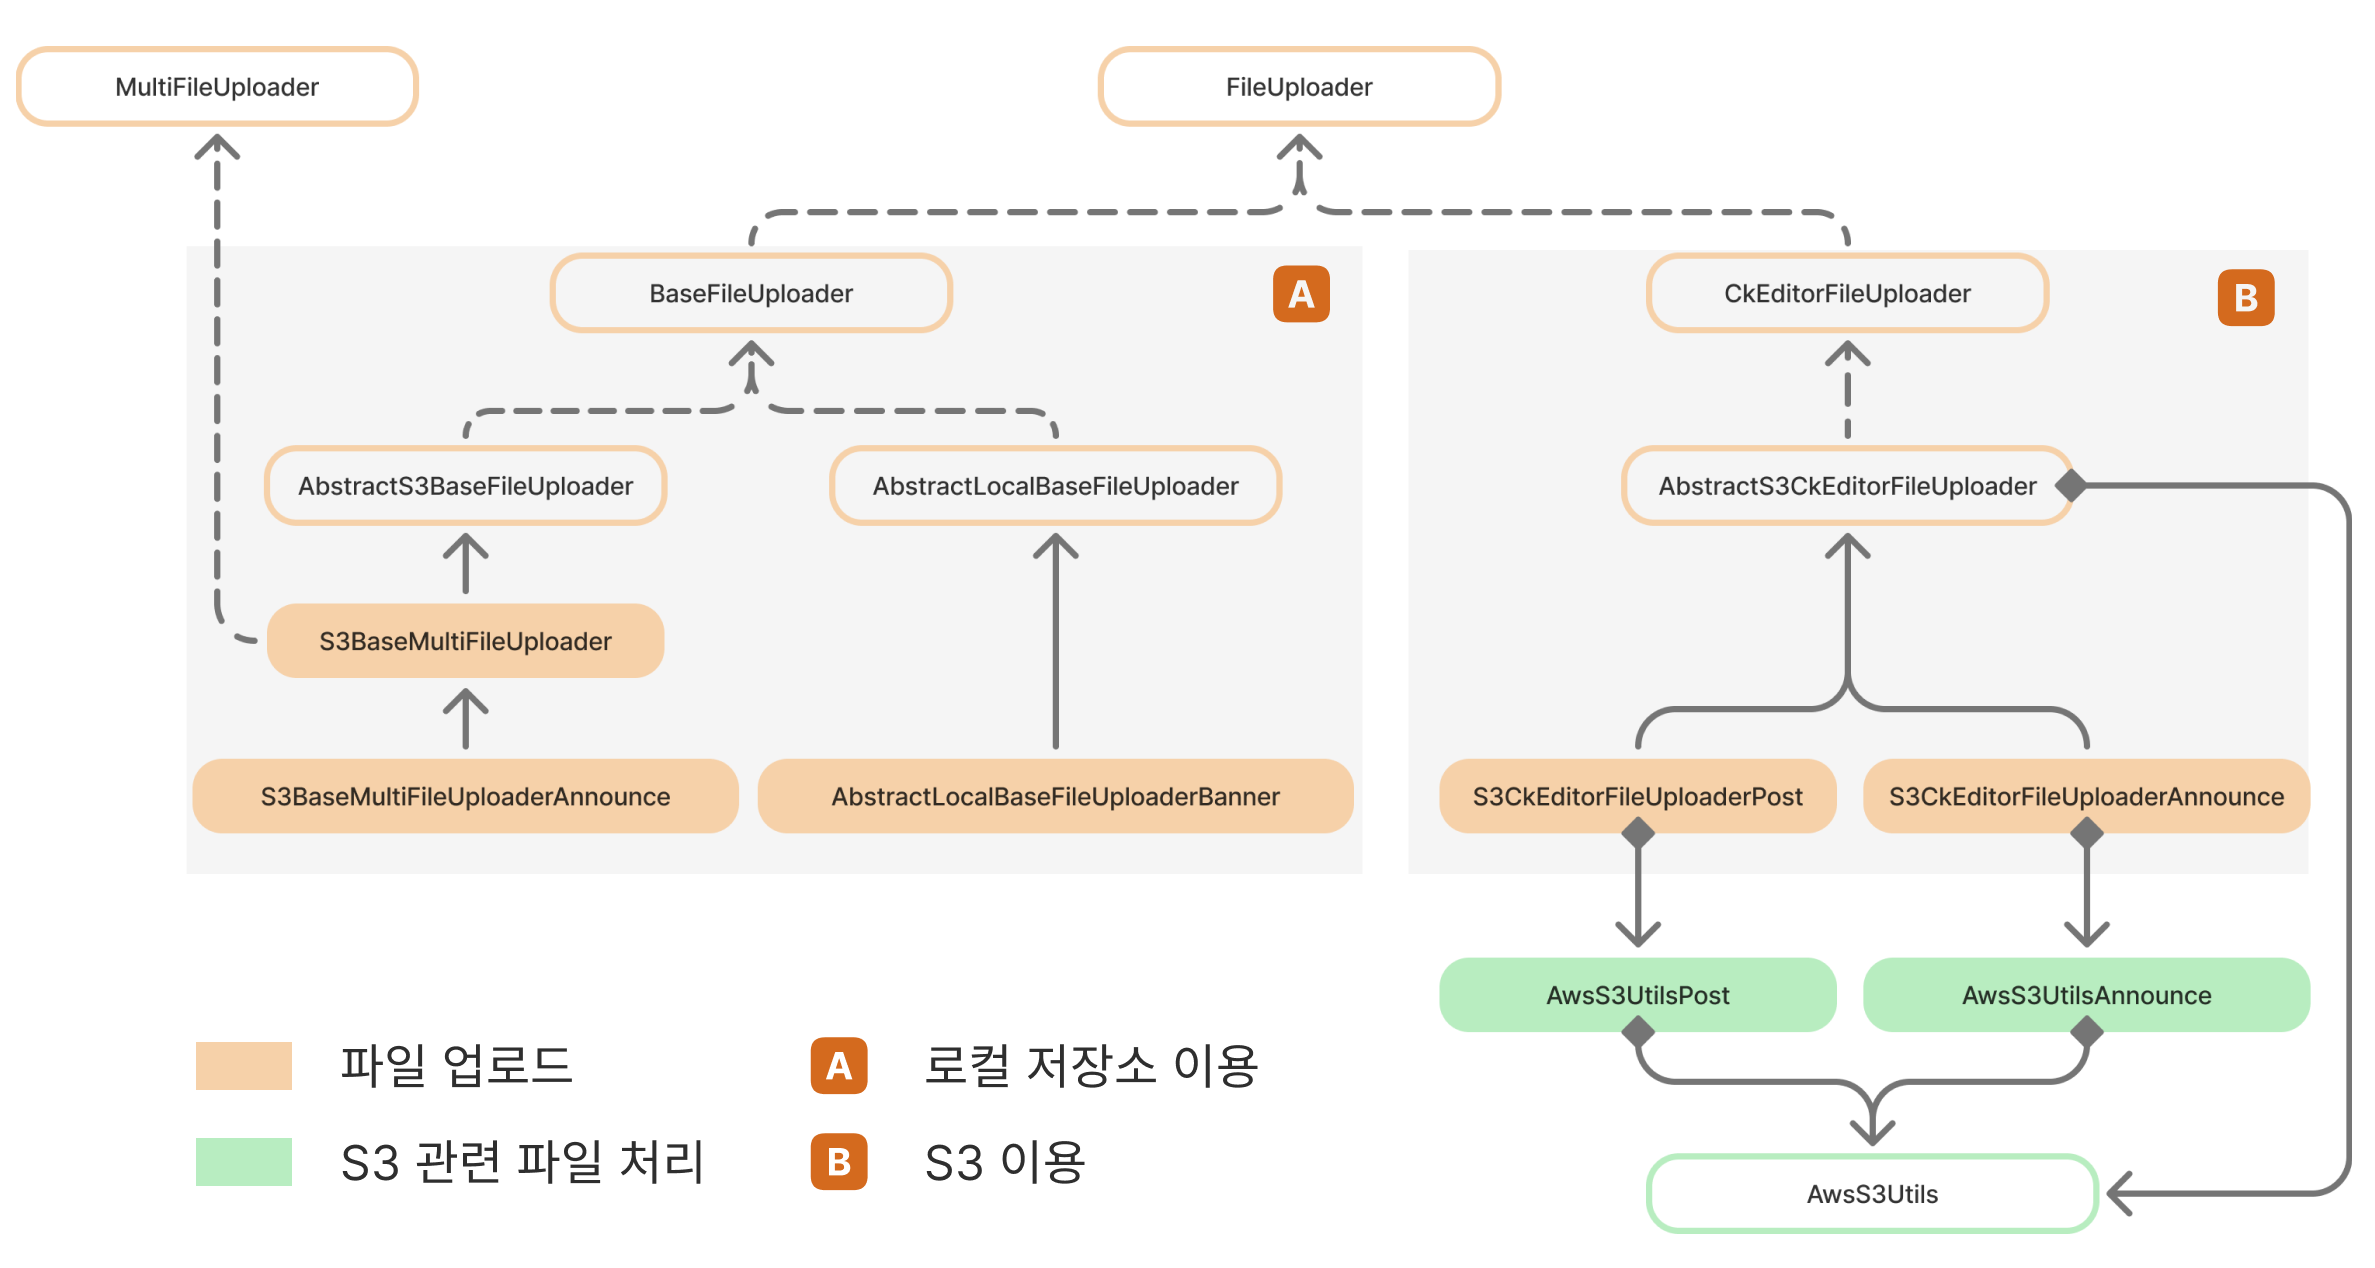 MultiFileUploader
FileUploader
BaseFileUploader
A
CkEditorFileUploader
B
AbstractS3BaseFileUploader
AbstractLocalBaseFileUploader
AbstractS3CkEditorFileUploader
S3BaseMultiFileUploader
S3BaseMultiFileUploaderAnnounce
AbstractLocalBaseFileUploaderBanner
S3CkEditorFileUploaderPost
S3CkEditorFileUploaderAnnounce
AwsS3UtilsPost
AwsS3UtilsAnnounce
파일 업로드
A 로컬 저장소 이용
S3 관련 파일 처리
B S3 이용
AwsS3Utils